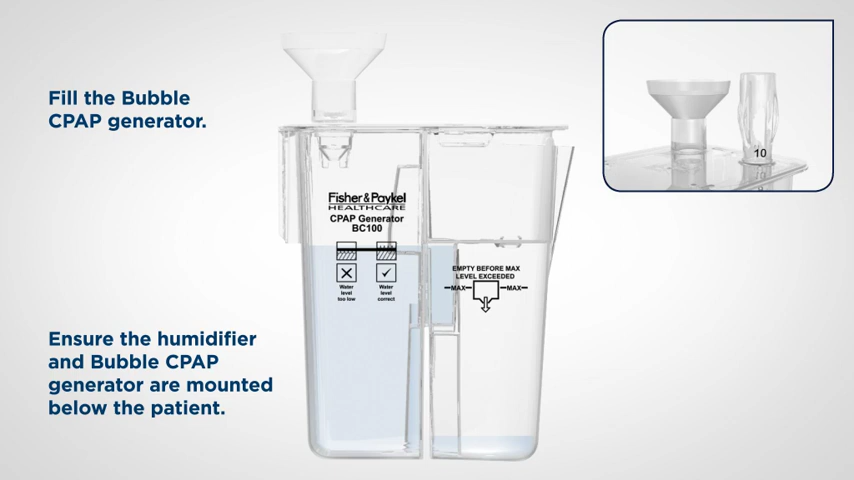 Fill the Bubble
CPAP generator.
10
Fisher & Paykel
HEALTHCARE
CPAP Generator
BC100
Water
level
too low
Water
level
correct
EMPTY BEFORE MAX
LEVEL EXCEEDED
MAX
MAX
Ensure the humidifier
and Bubble CPAP
generator are mounted
below the patient.